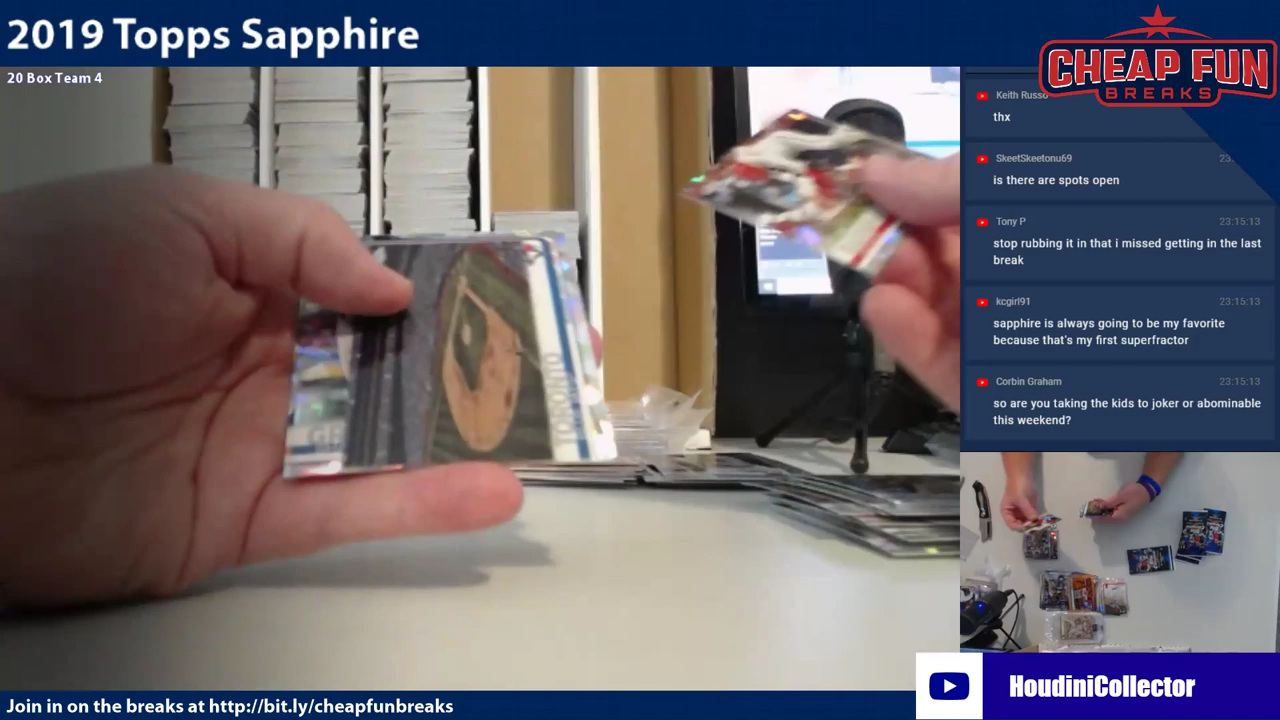 2019 Topps Sapphire
20 Box Team 4
CHEAP FUN
BREAKS
Keith Russo
thx
SkeetSkeetonu69
is there are spots open
Tony P
23:15:13
stop rubbing it in that i missed getting in the last
break
kcgirl91
23:15:13
sapphire is always going to be my favorite
because that's my first superfractor
Corbin Graham
23:15:13
so are you taking the kids to joker or abominable
this weekend?
TORONTO
HoudiniCollector
Join in on the breaks at http://bit.ly/cheapfunbreaks